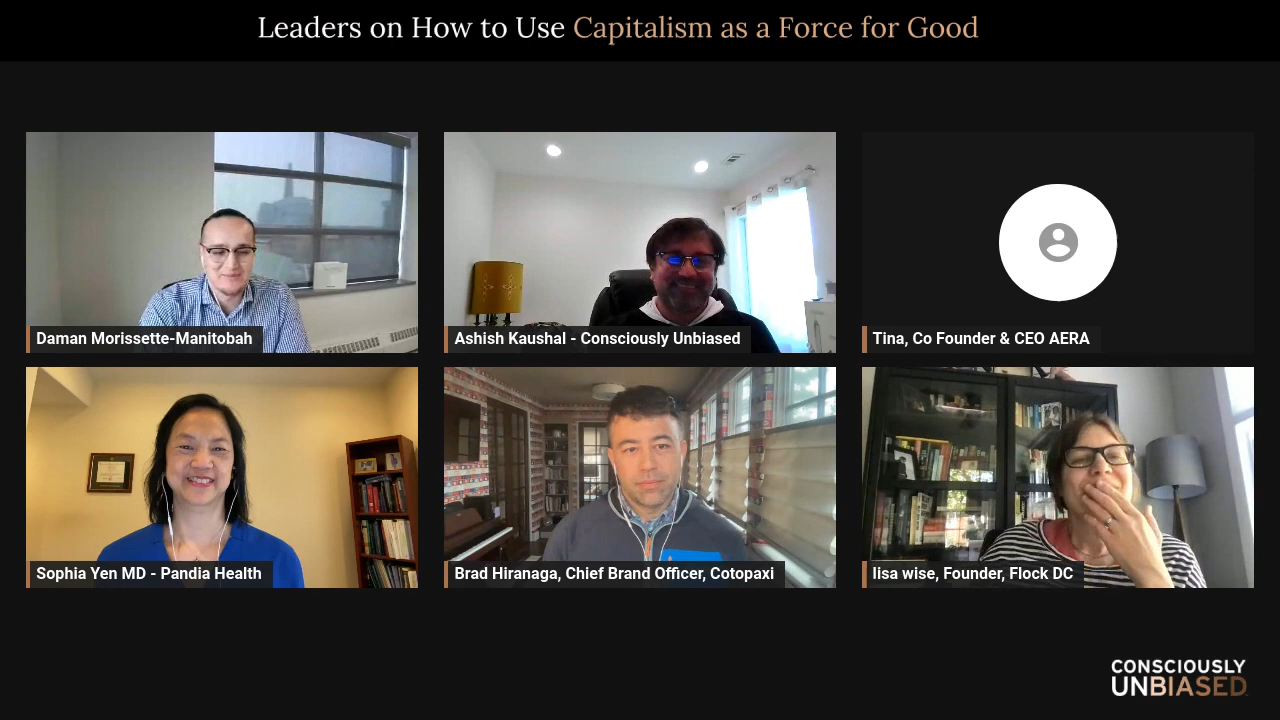 Leaders on How to Use Capitalism as a Force for Good
Daman Morissette-Manitobah
Ashish Kaushal - Consciously Unbiased
Tina, Co Founder & CEO AERA
Sophia Yen MD - Pandia Health
Brad Hiranaga, Chief Brand Officer, Cotopaxi
lisa wise, Founder, Flock DC
CONSCIOUSLY
UNBIASED